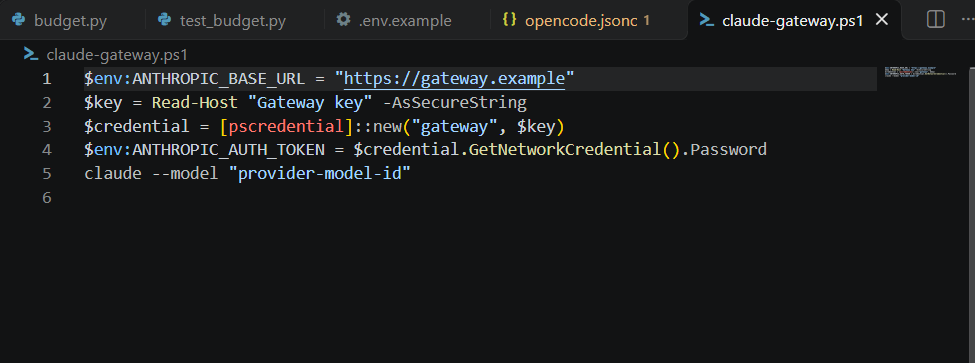 budget.py test_budget.py .env.example opencode.jsonc 1 claude-gateway.ps1
claude-gateway.ps1
1 $env:ANTHROPIC_BASE_URL = "https://gateway.example"
2 $key = Read-Host "Gateway key" -AsSecureString
3 $credential = [pscredential]::new("gateway", $key)
4 $env:ANTHROPIC_AUTH_TOKEN = $credential.GetNetworkCredential().Password
5 claude --model "provider-model-id"
6